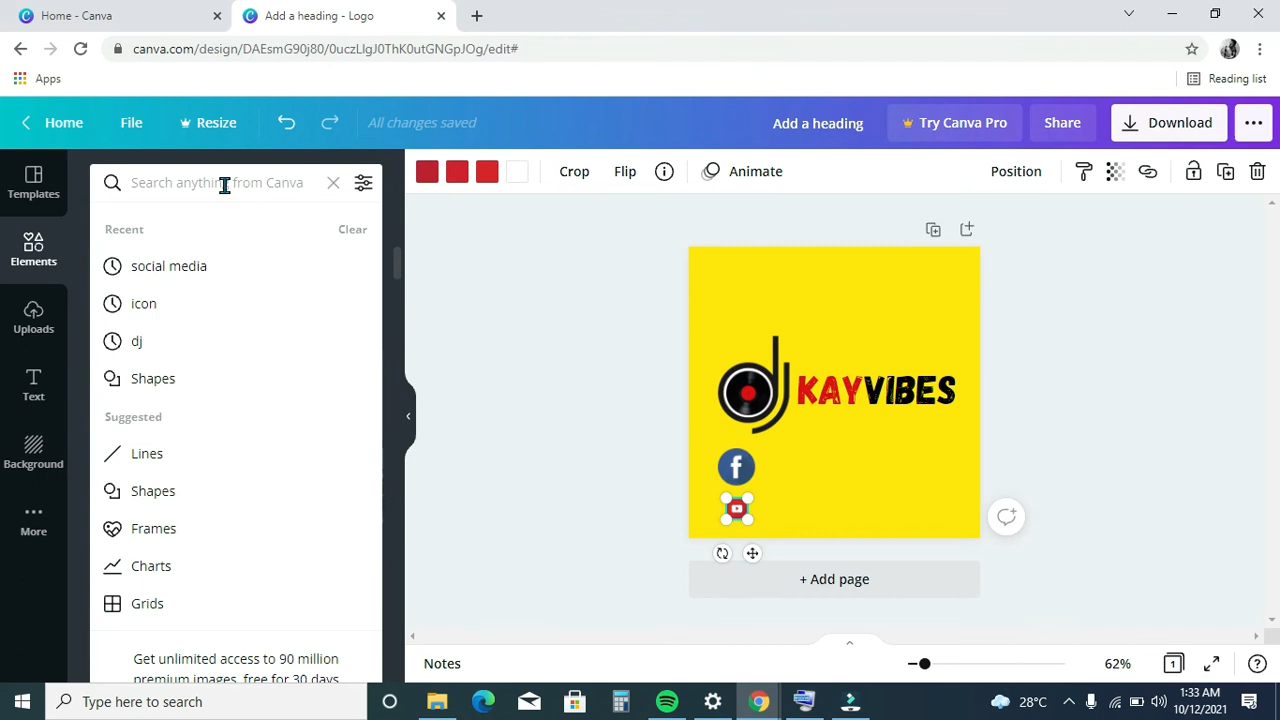 Home - Canva
Add a heading - Logo
canva.com/design/DAEsmG90j80/0uczLlgJ0ThK0utGNGpJOg/edit#
Apps
Reading list
Home
File
Resize
All changes saved
Add a heading
Try Canva Pro
Share
Download
Templates
Elements
Uploads
Text
Background
More
Search anything from Canva
Recent
Clear
social media
icon
dj
Shapes
Suggested
Lines
Shapes
Frames
Charts
Grids
Get unlimited access to 90 million
premium images, free for 30 days
Crop
Flip
Animate
Position
dj KAYVIBES
f
+ Add page
Notes
62%
1
Type here to search
28°C
1:33 AM
10/12/2021